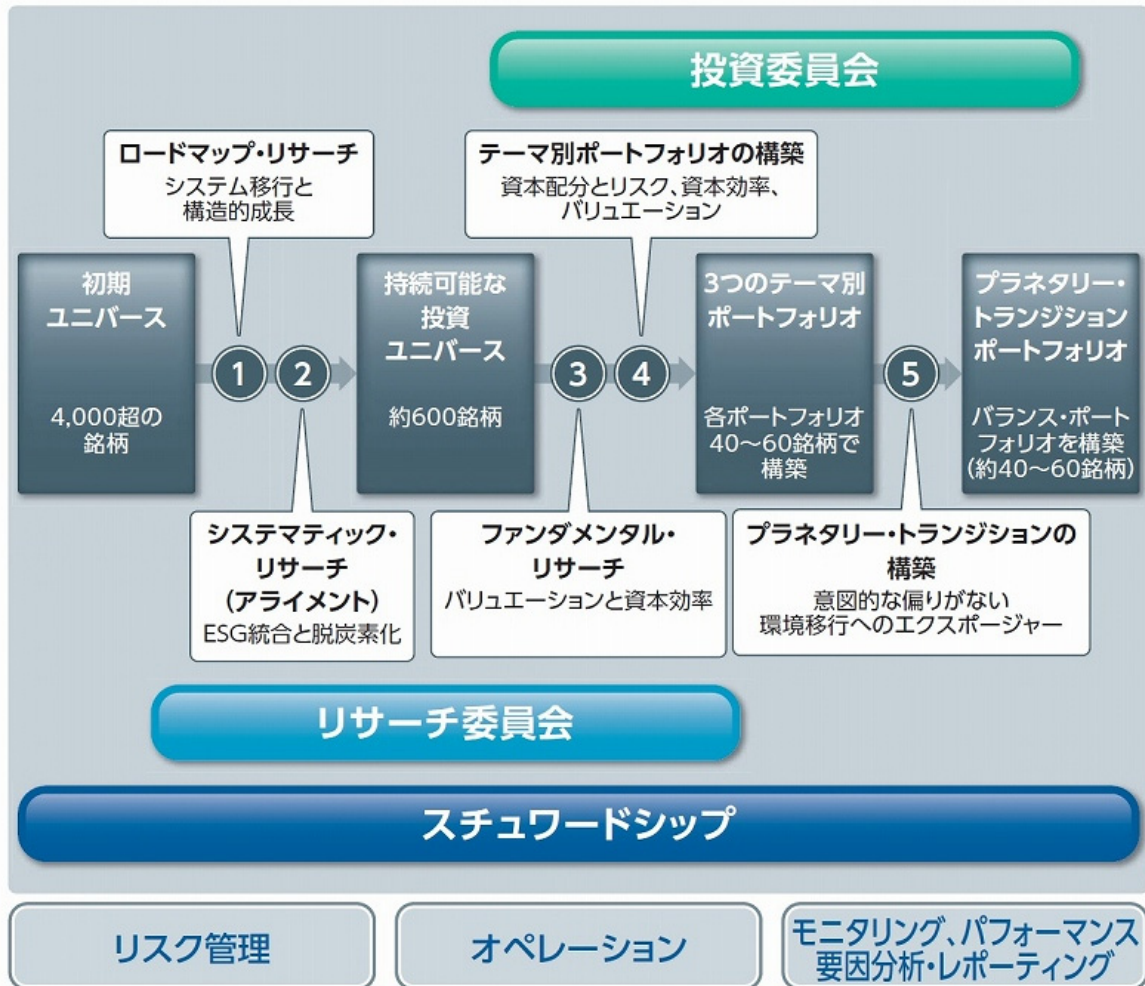 投資委員会
ロードマップ・リサーチ
システム移行と
構造的成長
テーマ別ポートフォリオの構築
資本配分とリスク、資本効率、
バリュエーション
初期
ユニバース
4,000超の
銘柄
1
2
持続可能な
投資
ユニバース
約600銘柄
3
4
3つのテーマ別
ポートフォリオ
各ポートフォリオ
40～60銘柄で
構築
5
プラネタリー・
トランジション
ポートフォリオ
バランス・ポート
フォリオを構築
(約40～60銘柄)
システマティック・
リサーチ
(アライメント)
ESG統合と脱炭素化
ファンダメンタル・
リサーチ
バリュエーションと資本効率
プラネタリー・トランジションの
構築
意図的な偏りがない
環境移行へのエクスポージャー
リサーチ委員会
スチュワードシップ
リスク管理
オペレーション
モニタリング、パフォーマンス
要因分析・レポーティング